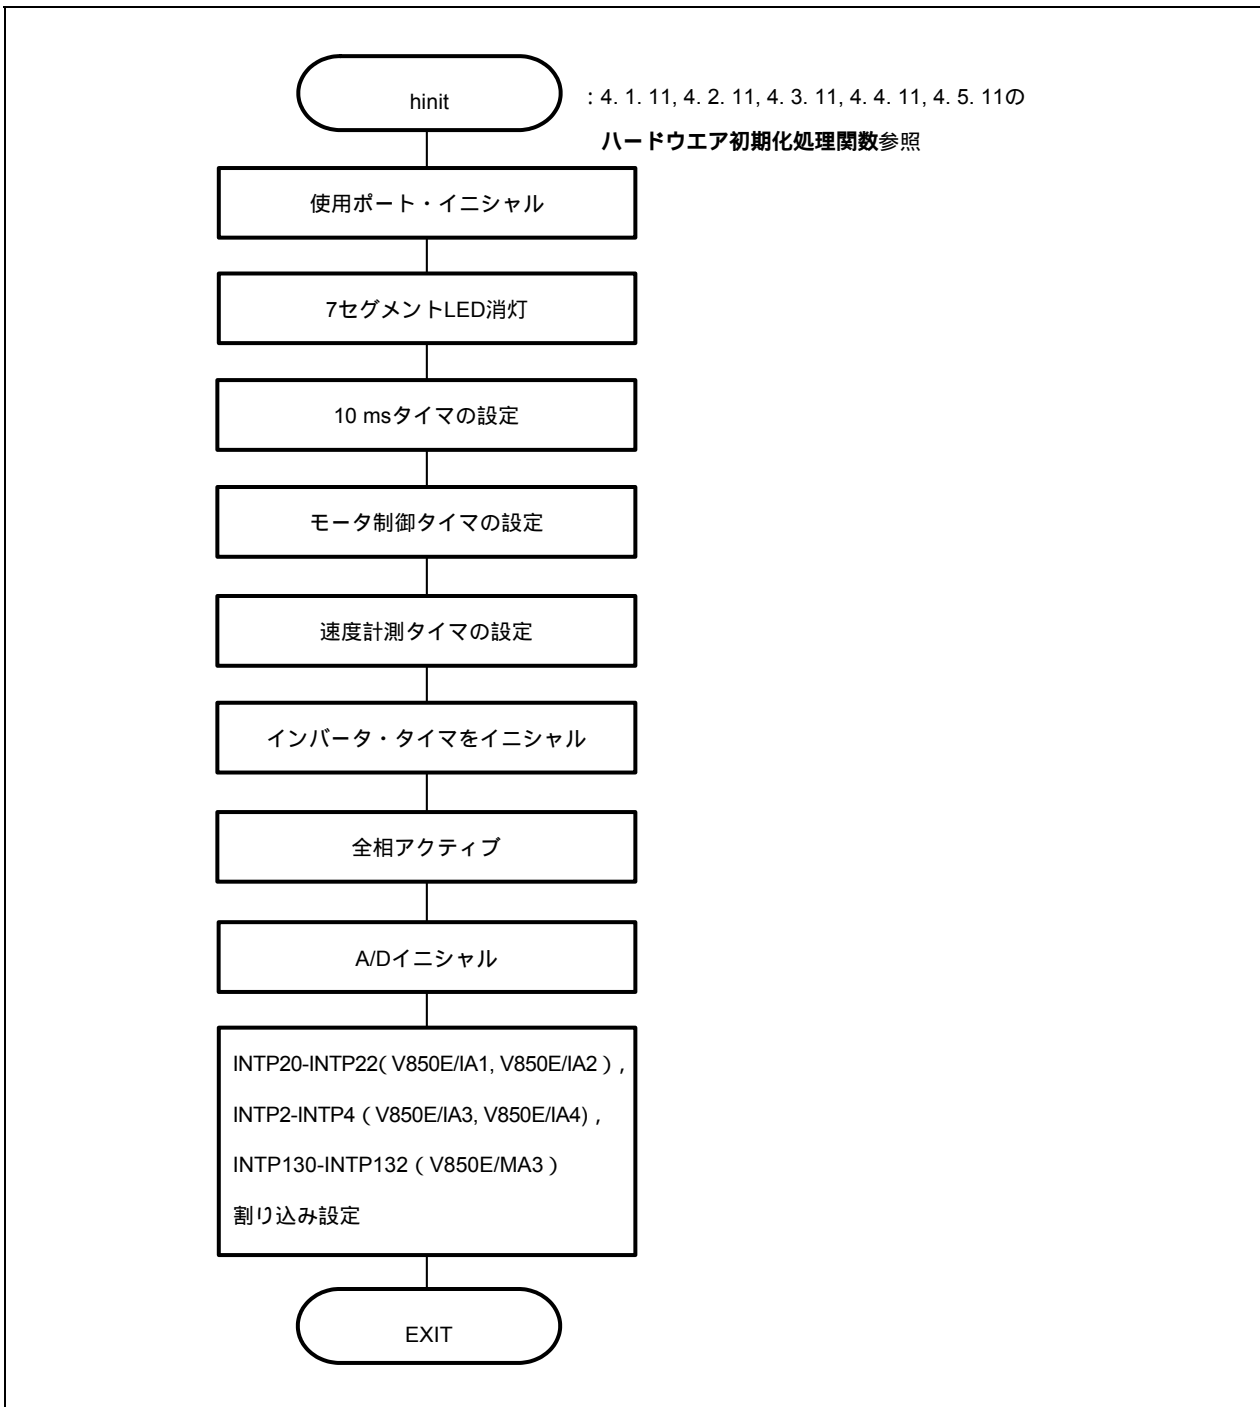 hinit
: 4. 1. 11, 4. 2. 11, 4. 3. 11, 4. 4. 11, 4. 5. 11の
ハードウエア初期化処理関数参照
使用ポート・イニシャル
7セグメントLED消灯
10 msタイマの設定
モータ制御タイマの設定
速度計測タイマの設定
インバータ・タイマをイニシャル
全相アクティブ
A/Dイニシャル
INTP20-INTP22( V850E/IA1, V850E/IA2 ) ,
INTP2-INTP4 ( V850E/IA3, V850E/IA4) ,
INTP130-INTP132 ( V850E/MA3 )
割り込み設定
EXIT